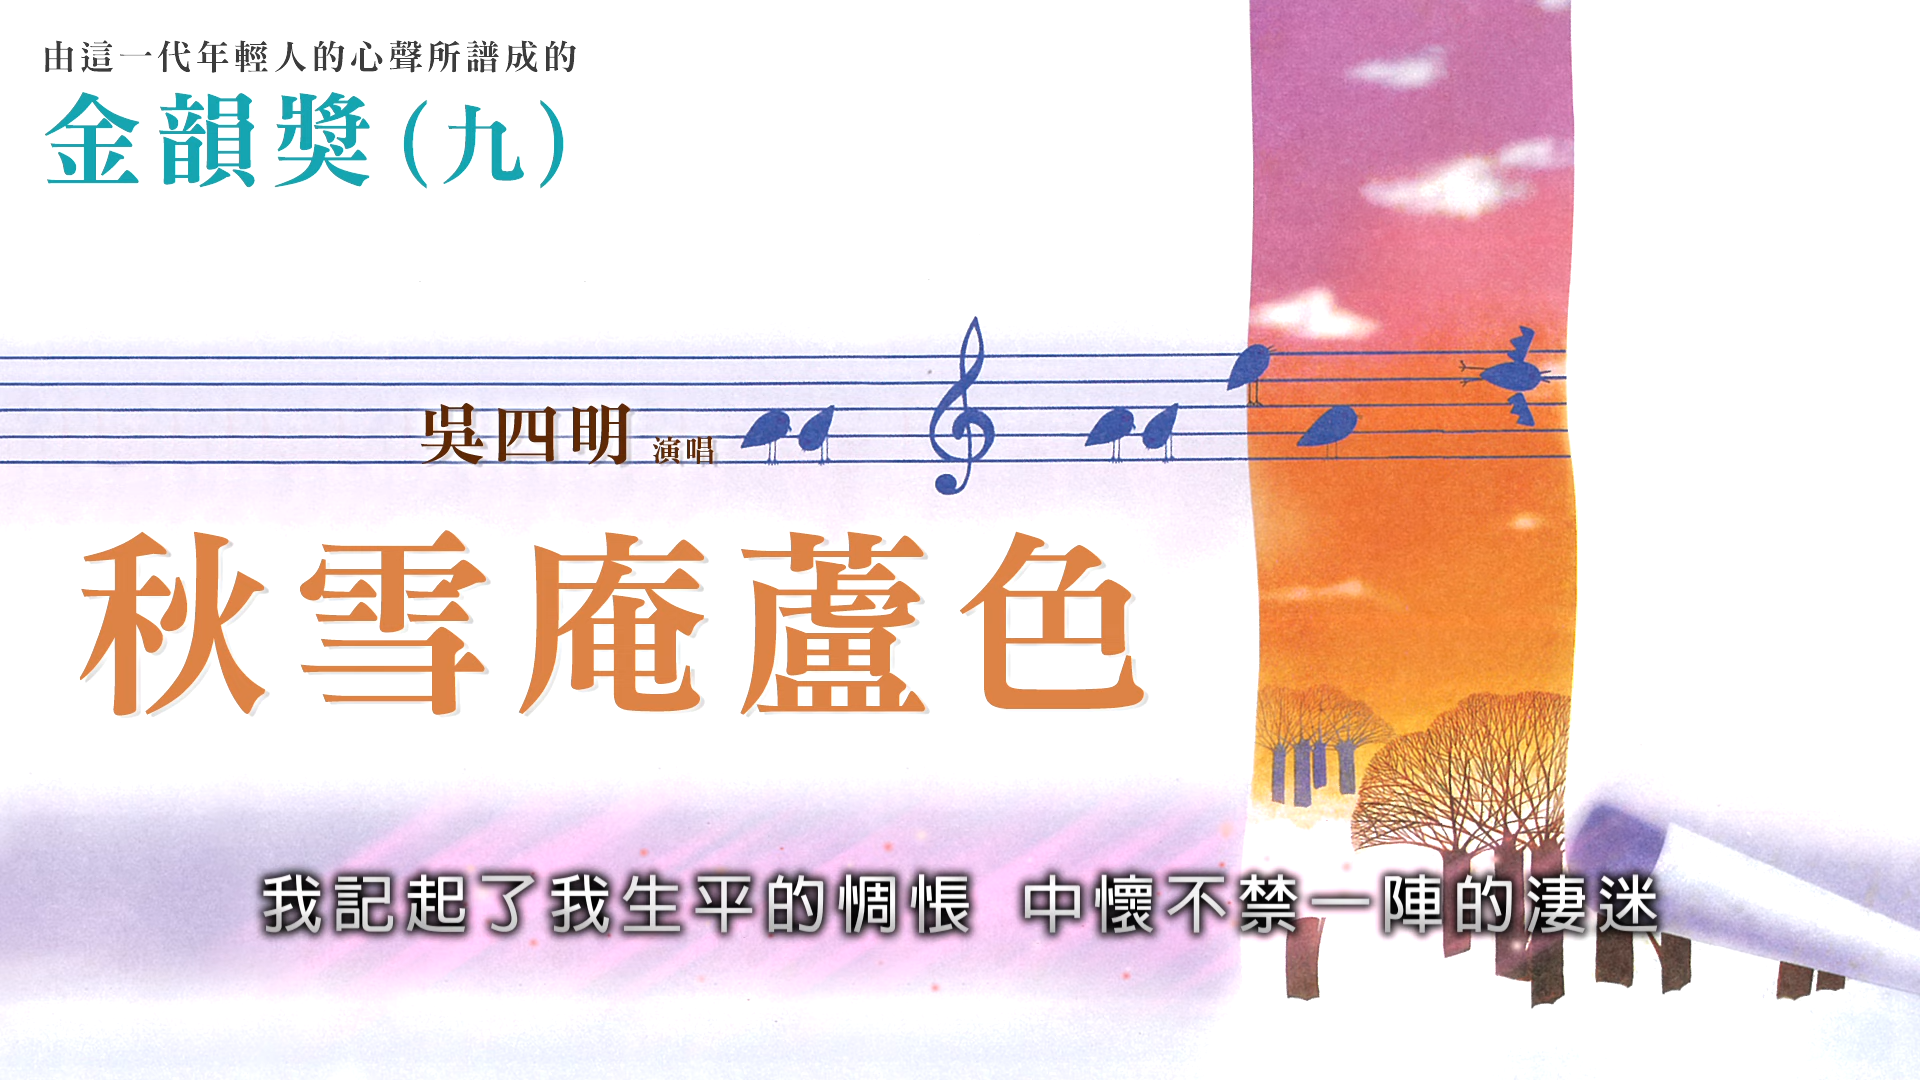 由這一代年輕人的心聲所譜成的
金韻獎(九)
吳四明 演唱
秋雪庵蘆色
我記起了我生平的惆悵 中懷不禁一陣的淒迷